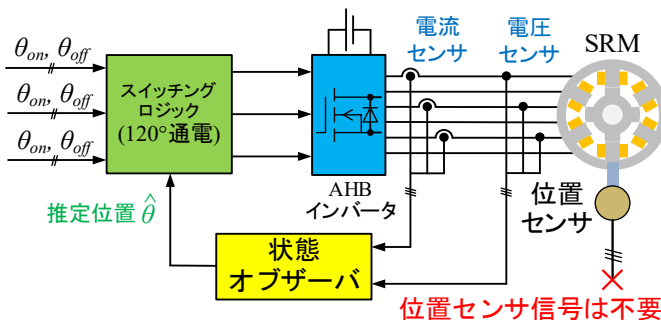 θon, θoff
θon, θoff
θon, θoff
スイッチング
ロジック
(120°通電)
AHB
インバータ
電流
センサ
電圧
センサ
SRM
位置
センサ
推定位置 θ̂
状態
オブザーバ
位置センサ信号は不要